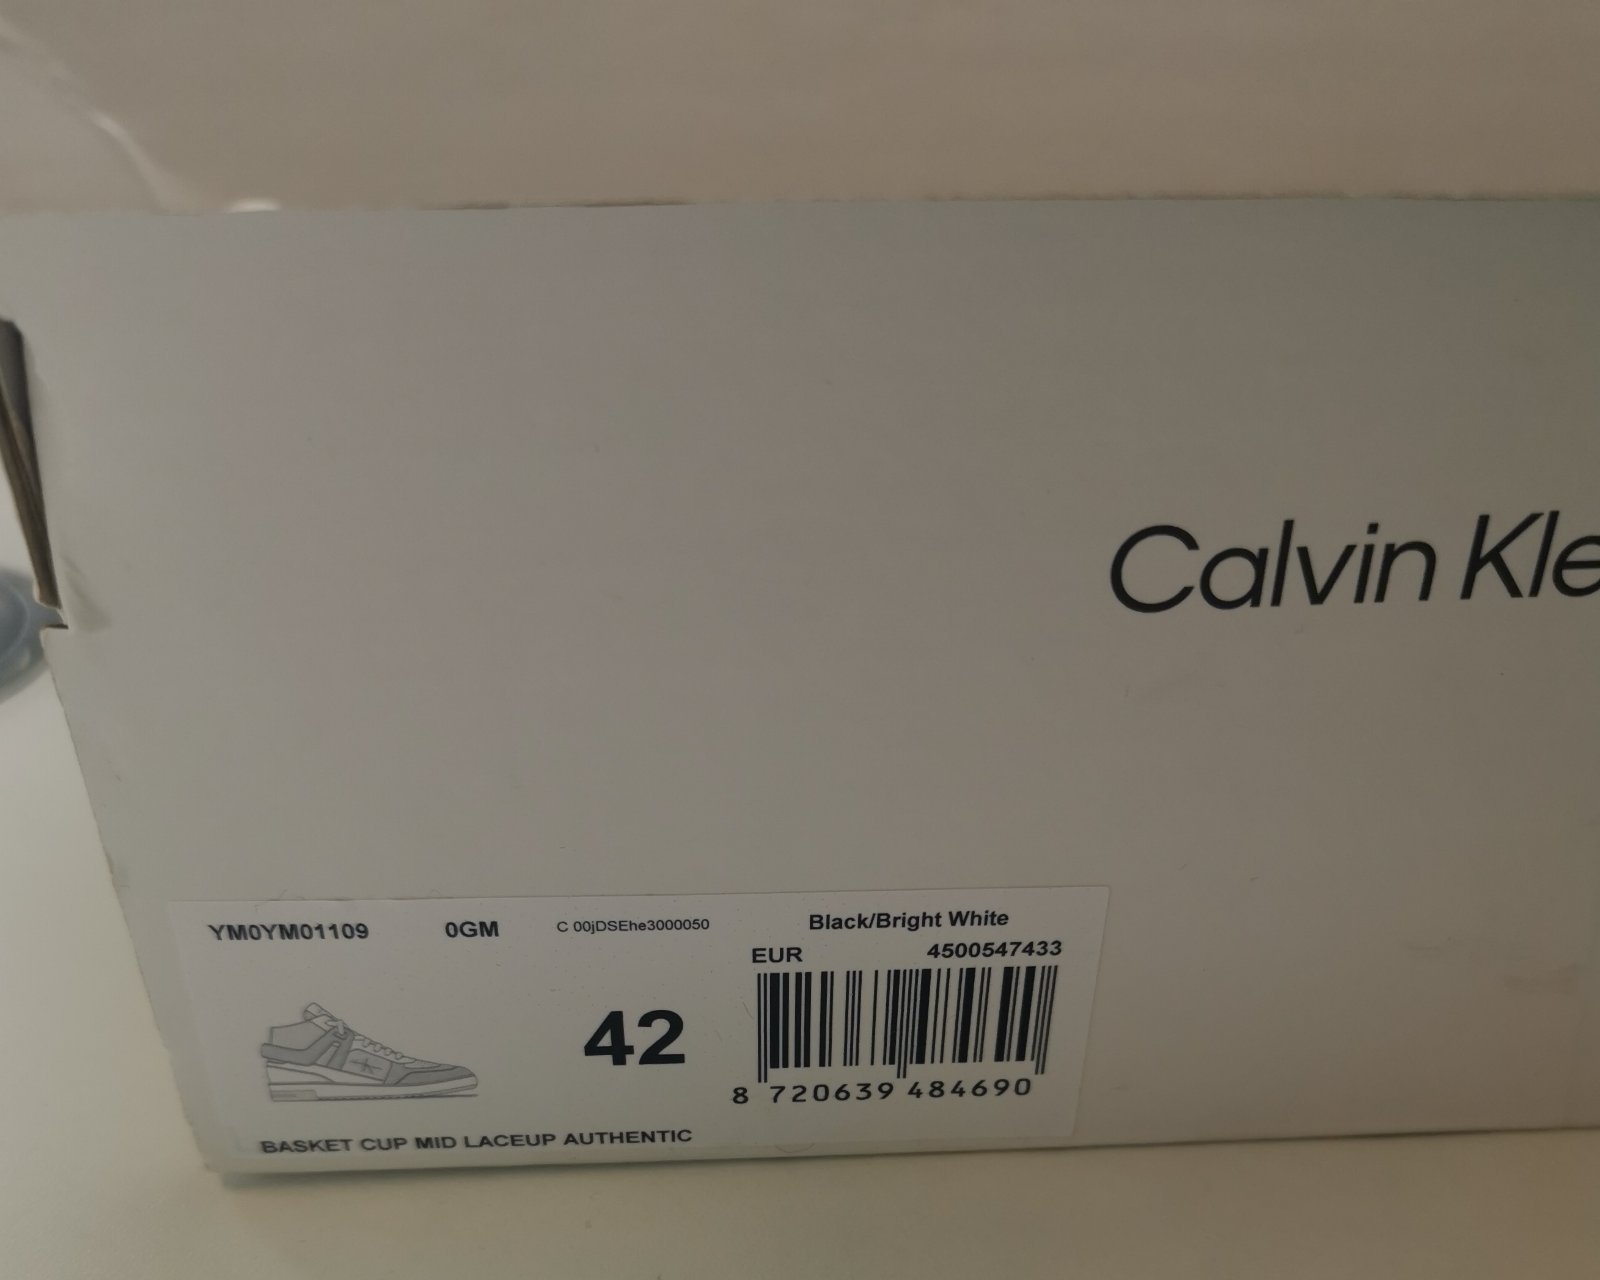 Calvin Kle
YM0YM01109 0GM C 00jDSEhe3000050 Black/Bright White
EUR 4500547433
42
8 720639 484690
BASKET CUP MID LACEUP AUTHENTIC